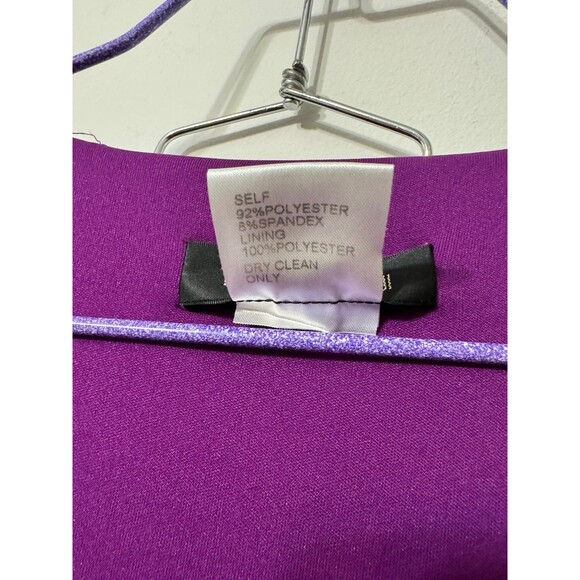 SELF
92%POLYESTER
8%SPANDEX
LINING
100%POLYESTER
DRY CLEAN
ONLY